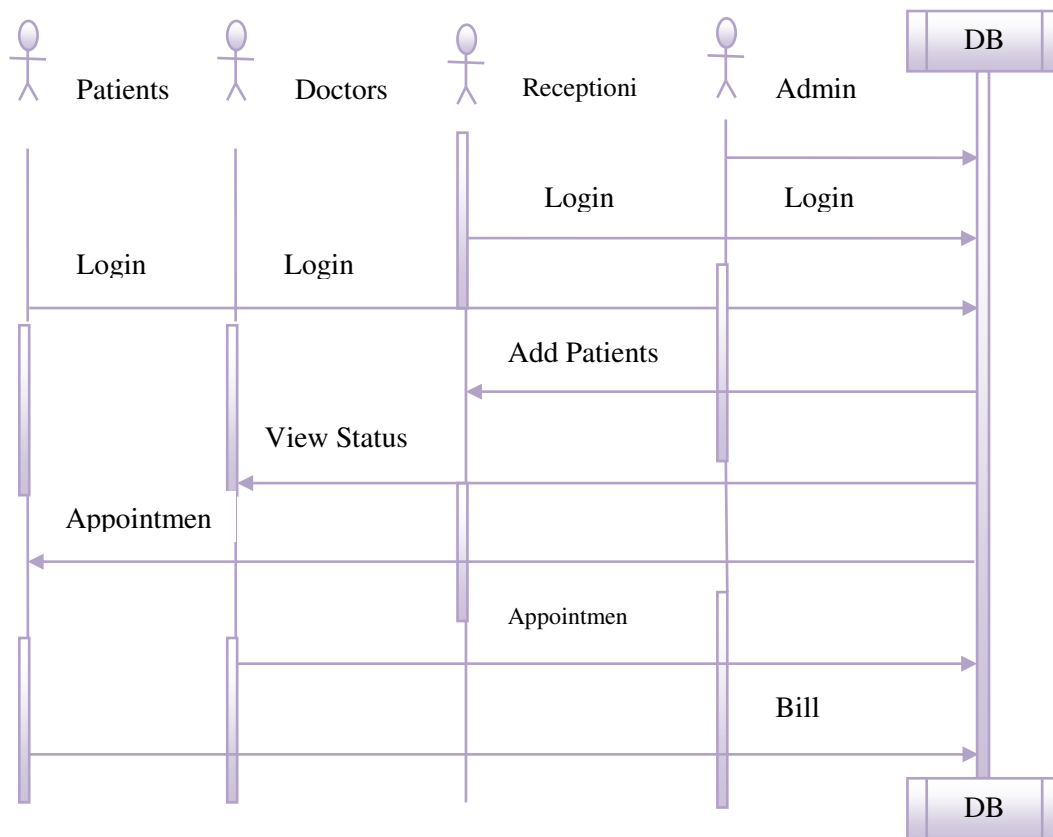 DB
Patients
Doctors
Receptioni
Admin
Login
Login
Login
Login
Add Patients
View Status
Appointmen
Appointmen
Bill
DB